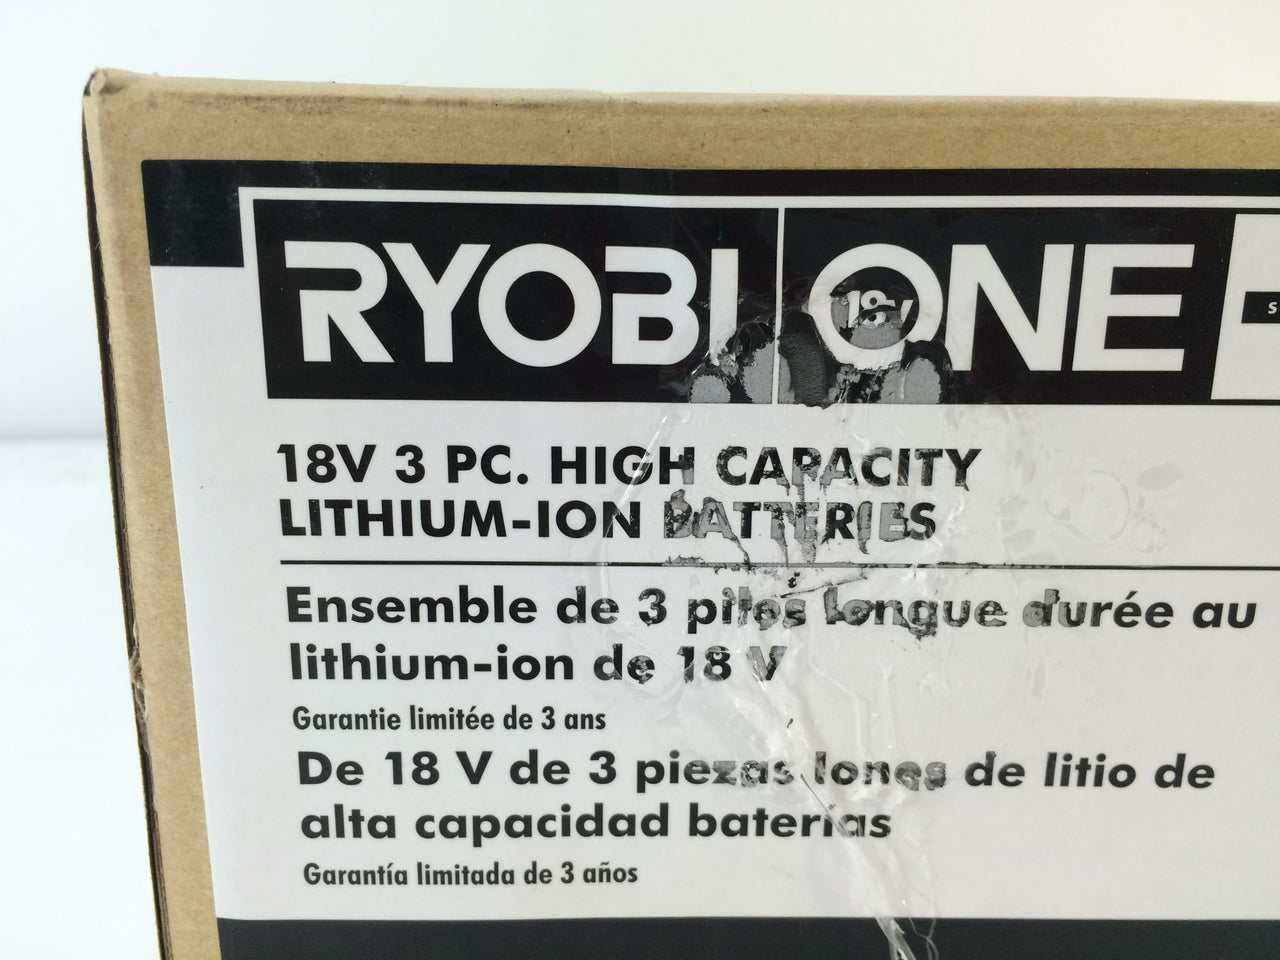 RYOBI ONE
18V
S
18V 3 PC. HIGH CAPACITY
LITHIUM-ION BATTERIES
Ensemble de 3 piles longue durée au
lithium-ion de 18 V
Garantie limitée de 3 ans
De 18 V de 3 piezas iones de litio de
alta capacidad baterías
Garantía limitada de 3 años